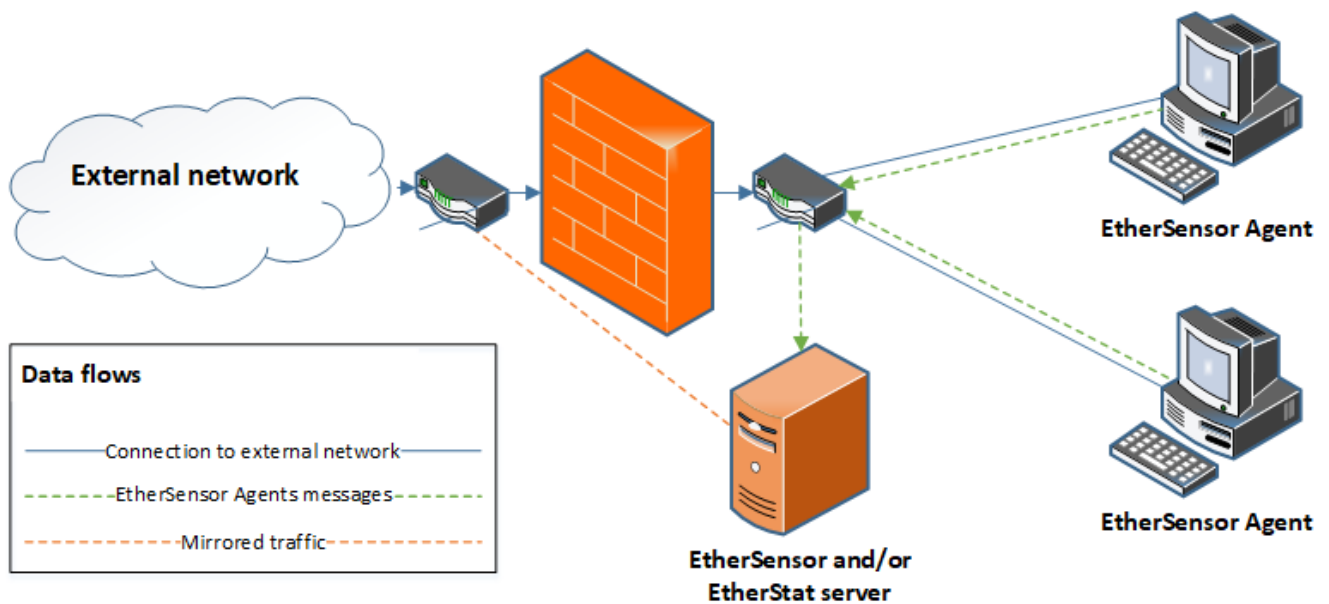 External network
EtherSensor Agent
Data flows
Connection to external network
EtherSensor Agents messages
Mirrored traffic
EtherSensor Agent
EtherSensor and/or
EtherStat server